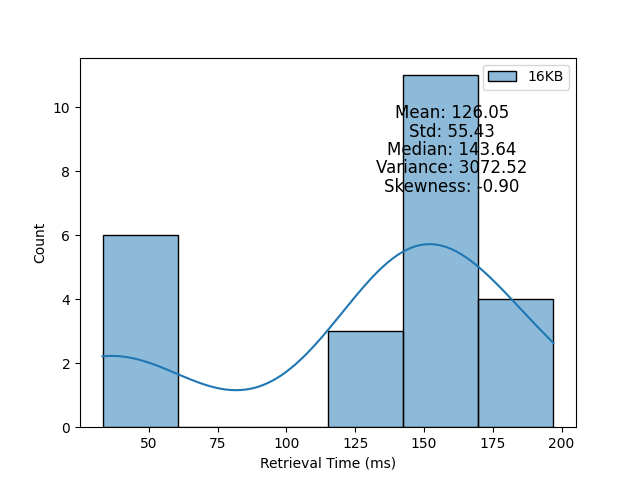 16KB
Mean: 126.05
Std: 55.43
Median: 143.64
Variance: 3072.52
Skewness: -0.90
10
8
6
4
2
0
Count
50 75 100 125 150 175 200
Retrieval Time (ms)